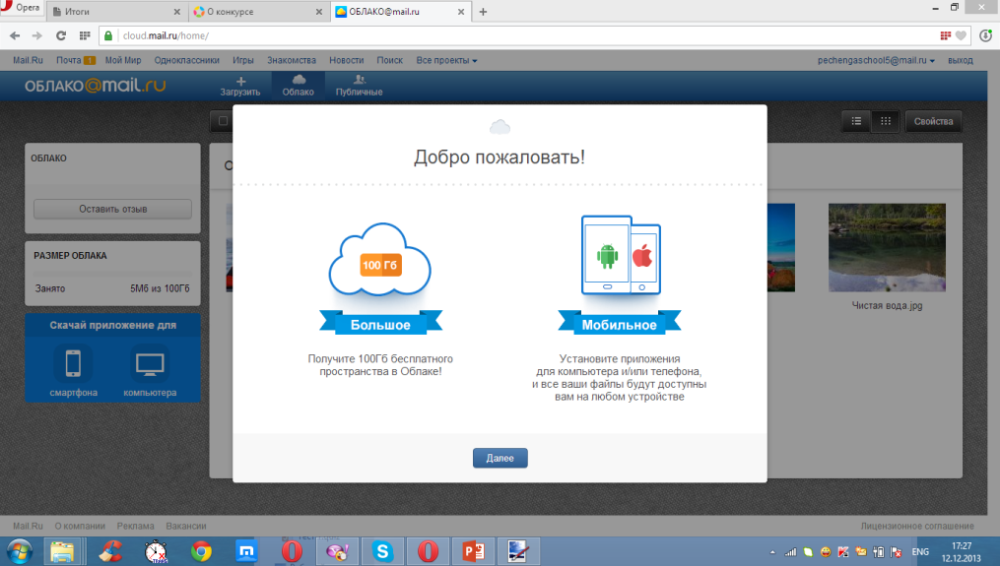 Opera
Итоги
О конкурсе
ОБЛАКО@mail.ru
cloud.mail.ru/home/
Mail.Ru Почта 1 Мой Мир Одноклассники Игры Знакомства Новости Поиск Все проекты
pechengaschool5@mail.ru выход
ОБЛАКО@mail.ru
Загрузить Облако Публичные
Свойства
ОБЛАКО
Оставить отзыв
РАЗМЕР ОБЛАКА
Занято 5Мб из 100Гб
Скачай приложение для
смартфона компьютера
Добро пожаловать!
100 Гб
Большое
Получите 100Гб бесплатного
пространства в Облаке!
Мобильное
Установите приложения
для компьютера и/или телефона,
и все ваши файлы будут доступны
вам на любом устройстве
Далее
Чистая вода.jpg
Mail.Ru О компании Реклама Вакансии
Лицензионное соглашение
ENG
17:27
12.12.2013